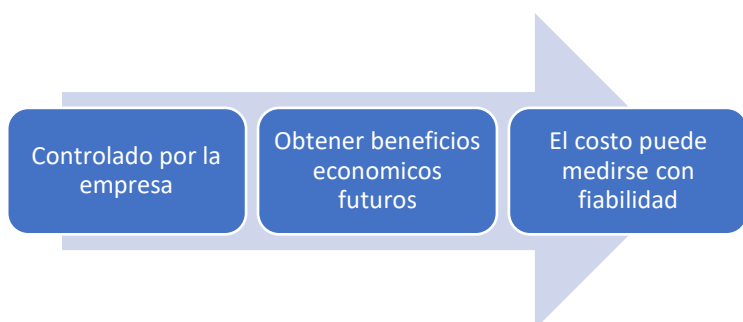 Controlado por la
empresa
Obtener beneficios
economicos
futuros
El costo puede
medirse con
fiabilidad